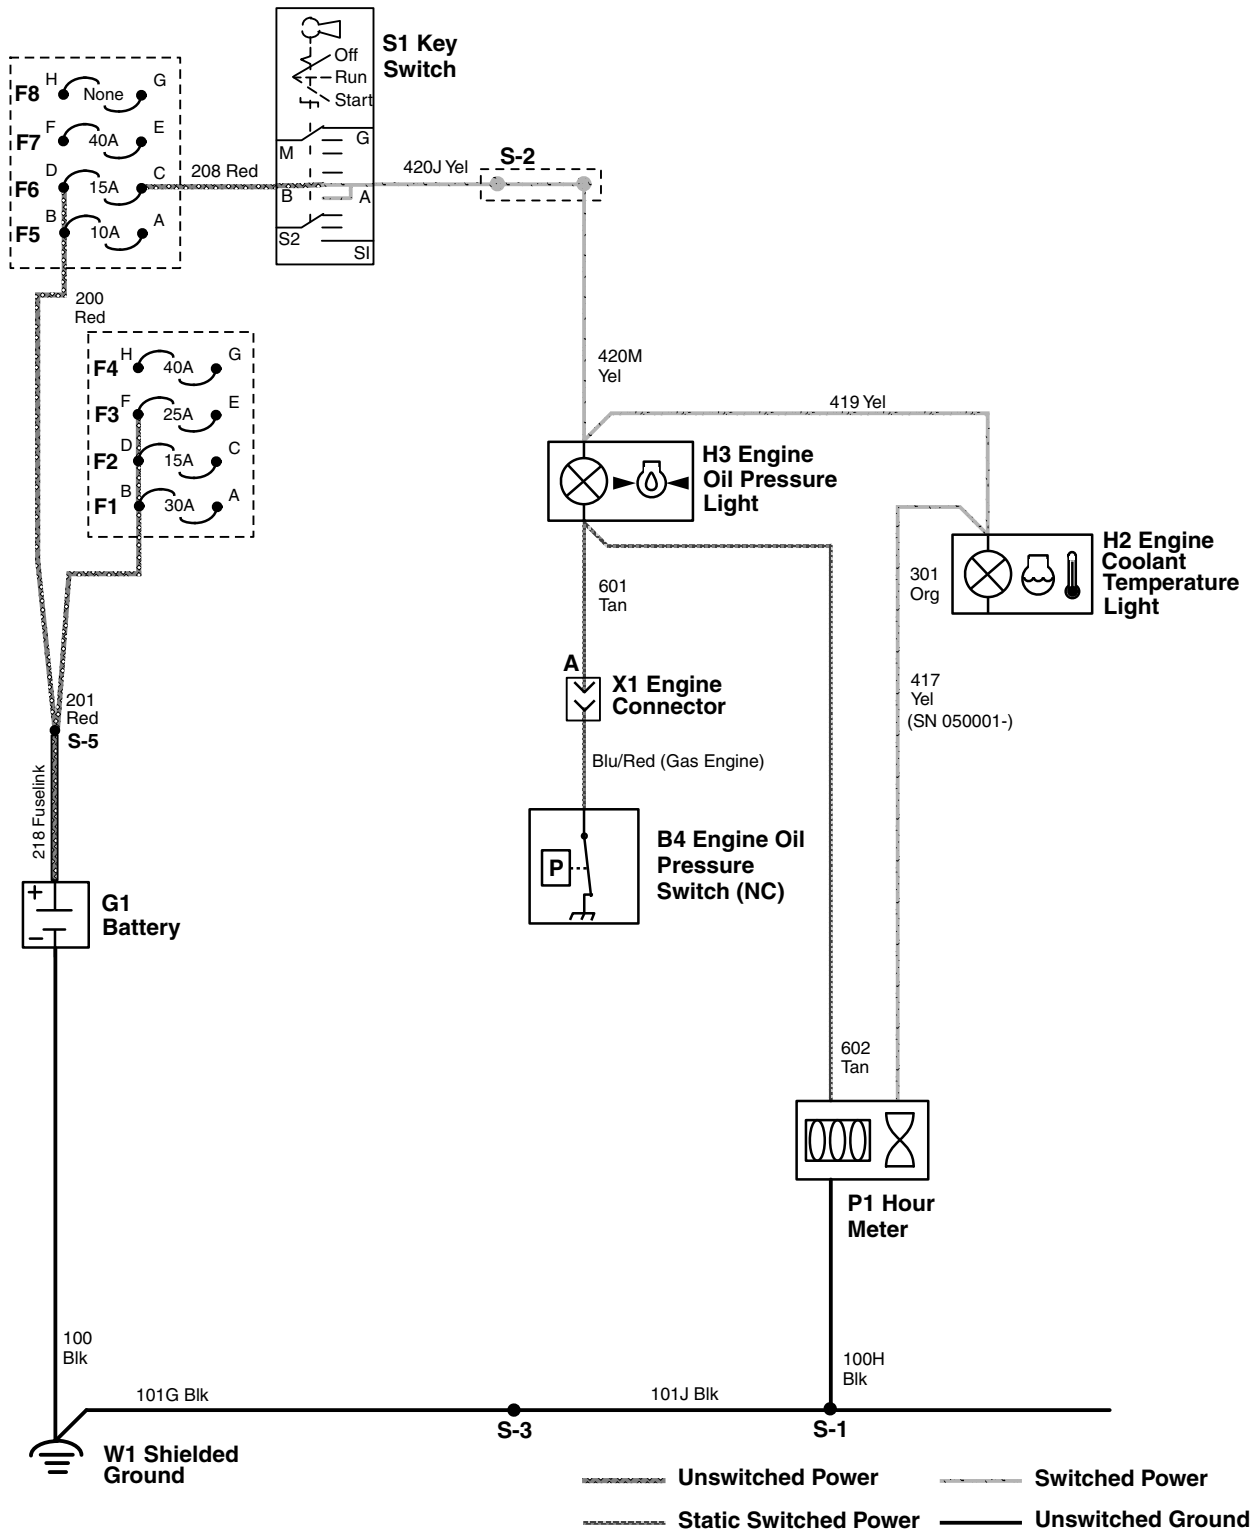 S1 Key
Switch
Off
Run
Start
M
G
B
A
S2
SI
F8 H None G
F7 F 40A E
F6 D 15A C
F5 B 10A A
208 Red
420J Yel
S-2
200
Red
F4 H 40A G
F3 F 25A E
F2 D 15A C
F1 B 30A A
420M
Yel
419 Yel
H3 Engine
Oil Pressure
Light
H2 Engine
Coolant
Temperature
Light
301
Org
601
Tan
A
X1 Engine
Connector
417
Yel
(SN 050001-)
201
Red
S-5
218 Fuselink
Blu/Red (Gas Engine)
P
B4 Engine Oil
Pressure
Switch (NC)
+
–
G1
Battery
602
Tan
P1 Hour
Meter
100
Blk
100H
Blk
101G Blk
101J Blk
S-3
S-1
W1 Shielded
Ground
Unswitched Power
Switched Power
Static Switched Power
Unswitched Ground